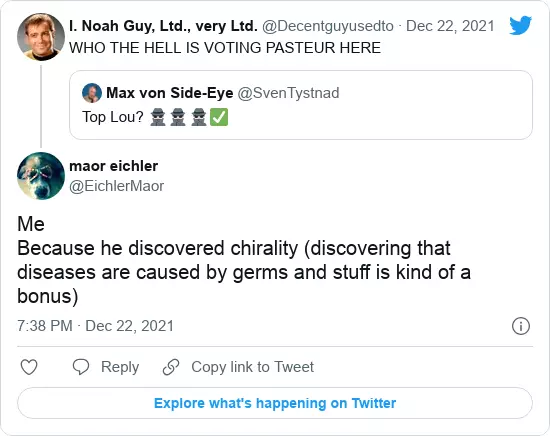 I. Noah Guy, Ltd., very Ltd. @Decentguyusedto · Dec 22, 2021
WHO THE HELL IS VOTING PASTEUR HERE
Max von Side-Eye @SvenTystnad
Top Lou? 🕵️🕵️🕵️✅
maor eichler
@EichlerMaor
Me
Because he discovered chirality (discovering that
diseases are caused by germs and stuff is kind of a
bonus)
7:38 PM · Dec 22, 2021
Reply
Copy link to Tweet
Explore what's happening on Twitter